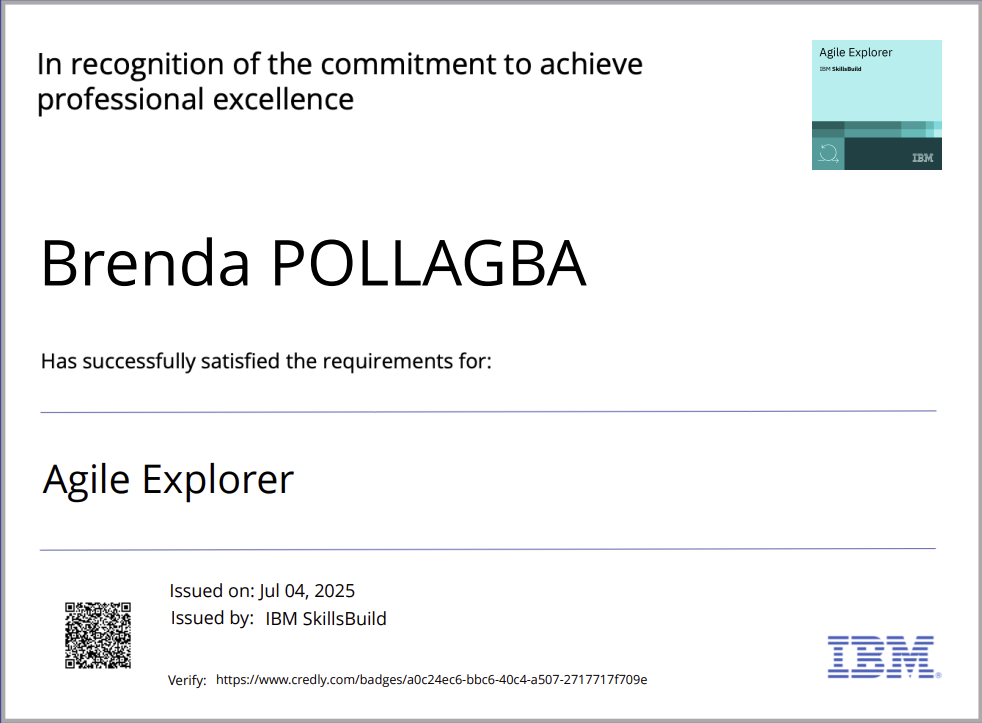 In recognition of the commitment to achieve
professional excellence
Agile Explorer
IBM SkillsBuild
IBM
Brenda POLLAGBA
Has successfully satisfied the requirements for:
Agile Explorer
Issued on: Jul 04, 2025
Issued by: IBM SkillsBuild
Verify: https://www.credly.com/badges/a0c24ec6-bbc6-40c4-a507-2717717f709e
IBM®